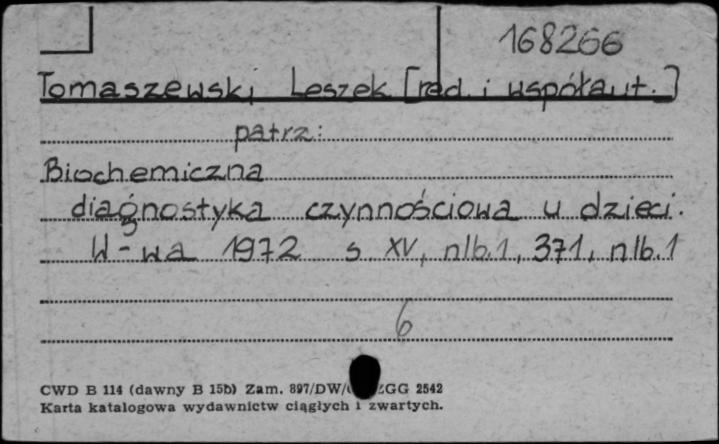 168266
Tomaszewski Leszek [red. i współaut.]
patrz:
Biochemiczna
diagnostyka czynnościowa u dzieci.
W-wa 1972 s. XV, nlb.1, 371, nlb.1
6
CWD B 114 (dawny B 15b) Zam. 897/DW/ ZGG 2542
Karta katalogowa wydawnictw ciągłych i zwartych.